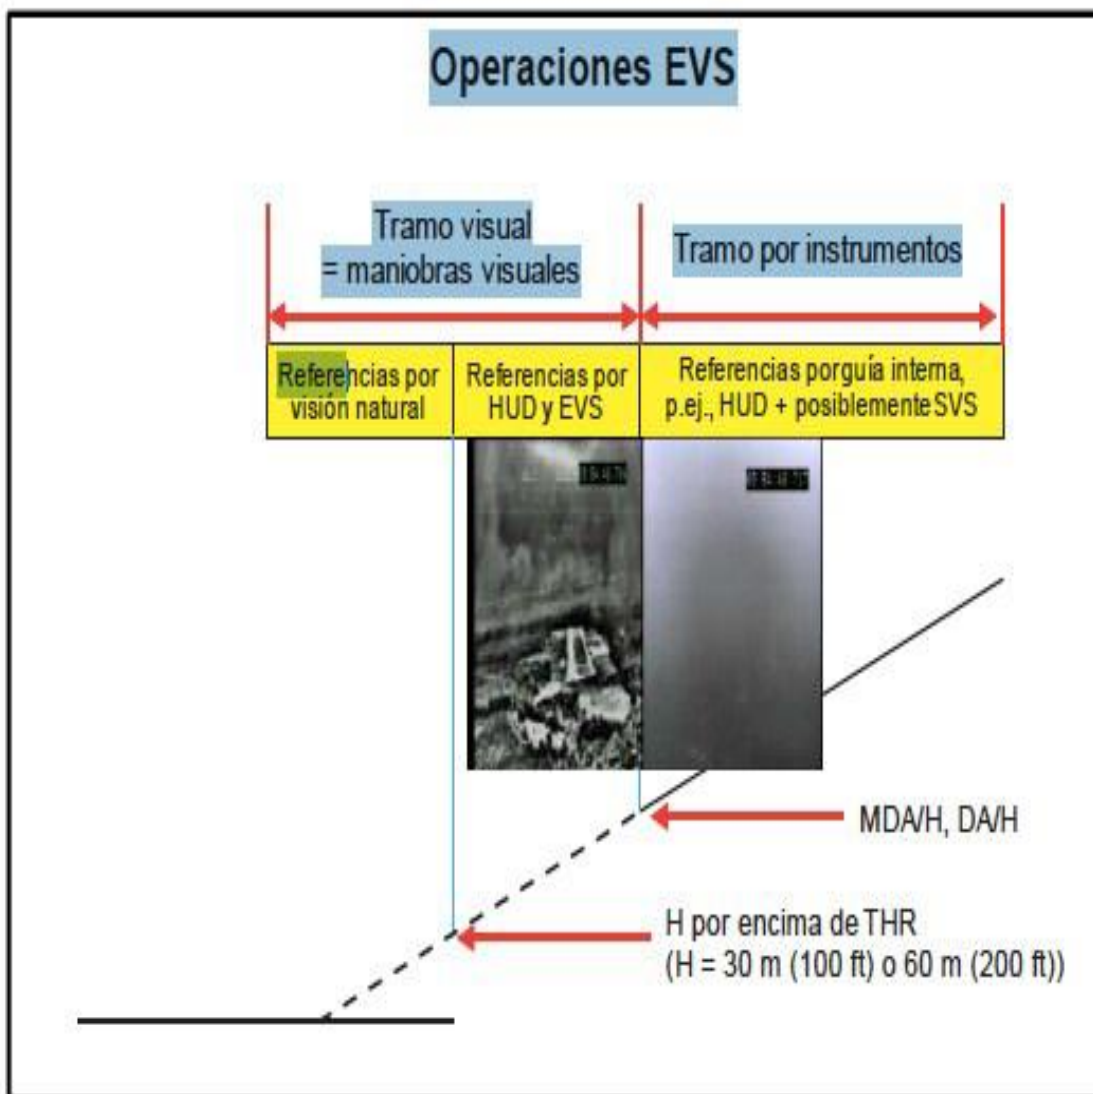 Operaciones EVS
Tramo visual
= maniobras visuales
Tramo por instrumentos
Referencias por
visión natural
Referencias por
HUD y EVS
Referencias porguía interna,
p.ej., HUD + posiblemente SVS
MDA/H, DA/H
H por encima de THR
(H = 30 m (100 ft) o 60 m (200 ft))